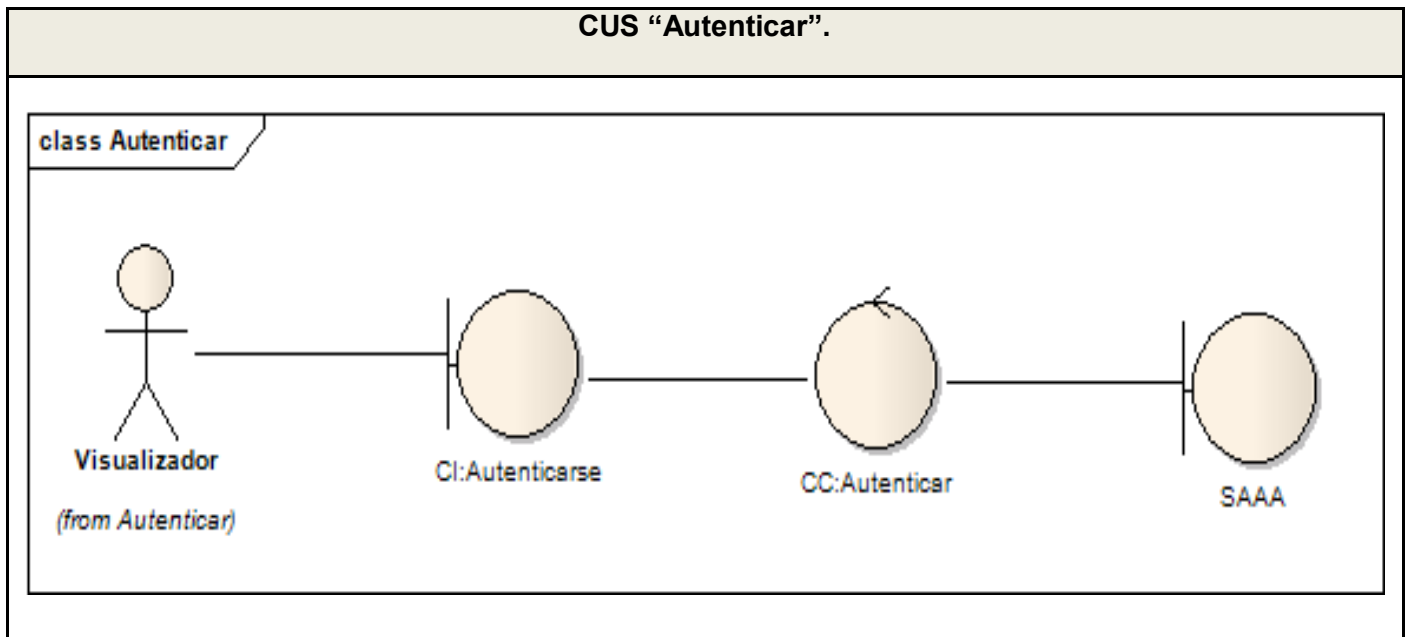 CUS “Autenticar”.
class Autenticar
Visualizador
(from Autenticar)
CI:Autenticarse
CC:Autenticar
SAAA